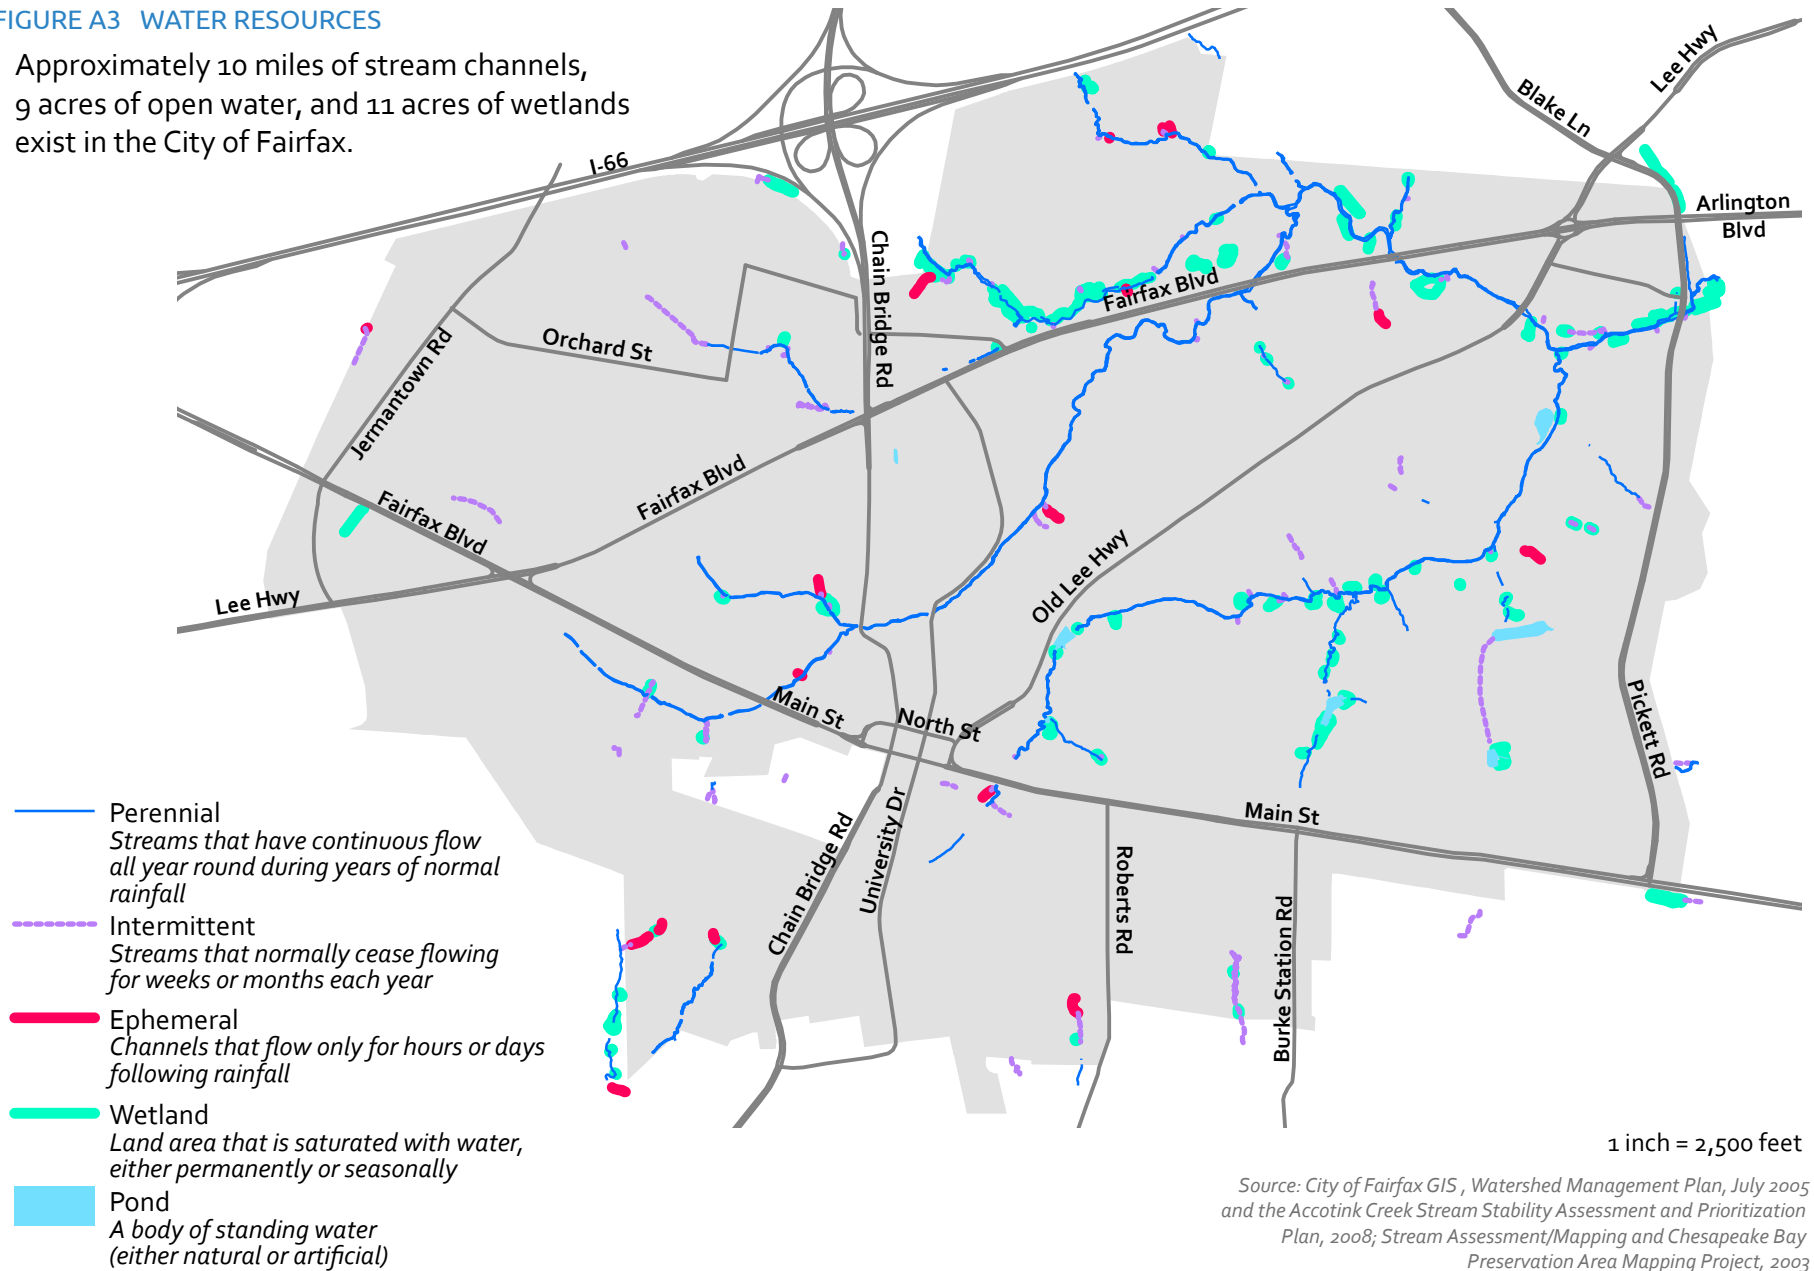 FIGURE A3 WATER RESOURCES
Approximately 10 miles of stream channels,
9 acres of open water, and 11 acres of wetlands
exist in the City of Fairfax.
I-66
Blake Ln
Lee Hwy
Arlington
Blvd
Chain Bridge Rd
Fairfax Blvd
Orchard St
Jermantown Rd
Fairfax Blvd
Fairfax Blvd
Lee Hwy
Old Lee Hwy
Main St
North St
Pickett Rd
Main St
Chain Bridge Rd
University Dr
Roberts Rd
Burke Station Rd
Perennial
Streams that have continuous flow
all year round during years of normal
rainfall
Intermittent
Streams that normally cease flowing
for weeks or months each year
Ephemeral
Channels that flow only for hours or days
following rainfall
Wetland
Land area that is saturated with water,
either permanently or seasonally
Pond
A body of standing water
(either natural or artificial)
1 inch = 2,500 feet
Source: City of Fairfax GIS , Watershed Management Plan, July 2005
and the Accotink Creek Stream Stability Assessment and Prioritization
Plan, 2008; Stream Assessment/Mapping and Chesapeake Bay
Preservation Area Mapping Project, 2003